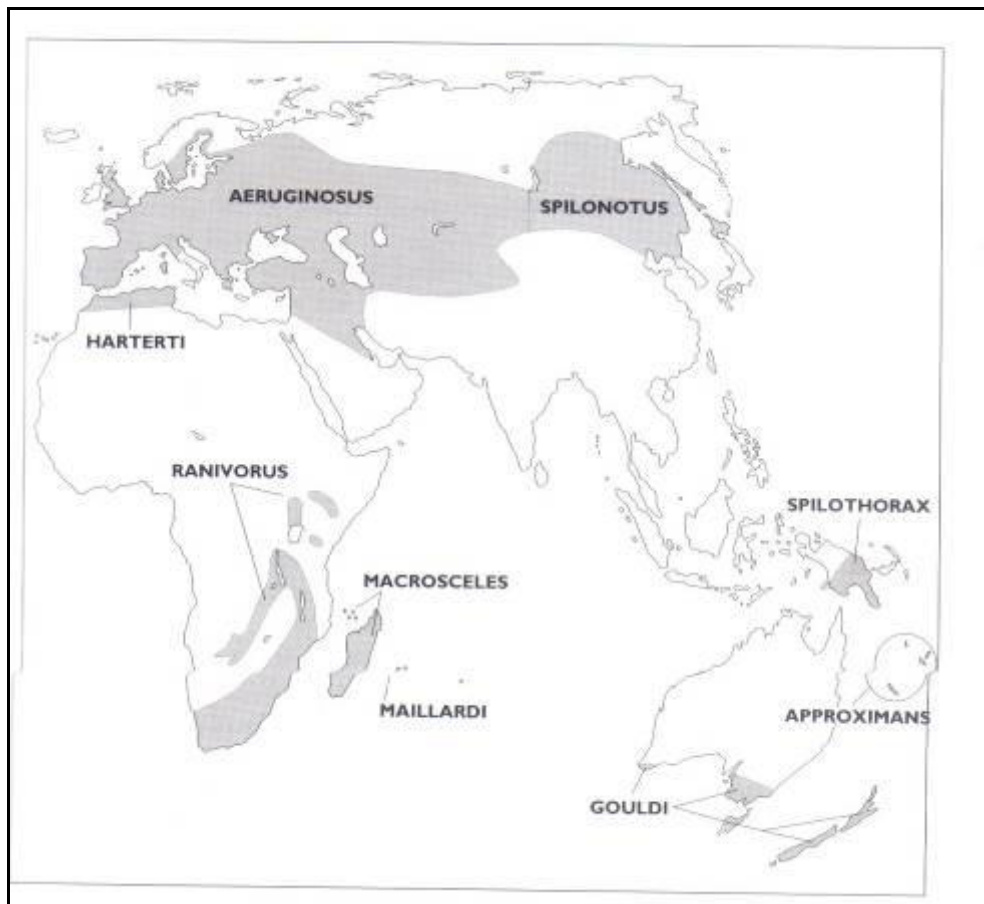 AERUGINOSUS
SPILONOTUS
HARTERTI
RANIVORUS
SPILOTHORAX
MACROSCELES
MAILLARDI
APPROXIMANS
GOULDI